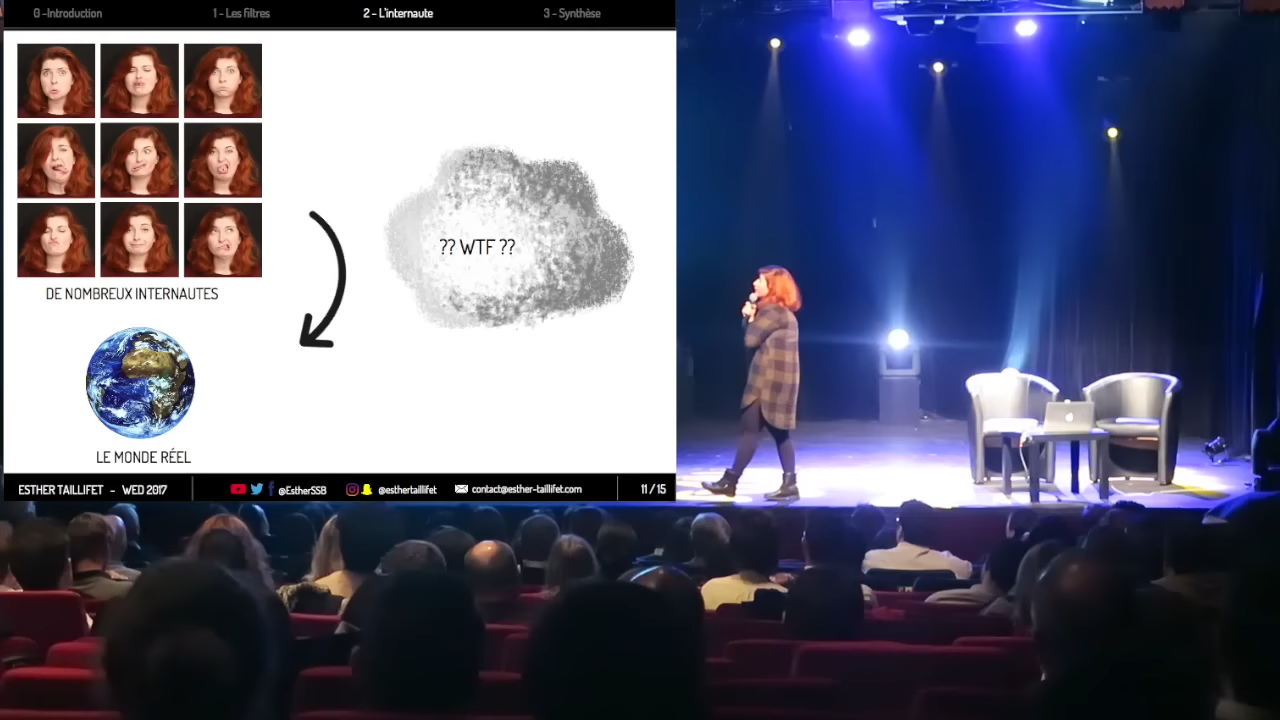 0 -Introduction
1 - Les filtres
2 - L'internaute
3 - Synthèse
?? WTF ??
DE NOMBREUX INTERNAUTES
LE MONDE RÉEL
ESTHER TAILLIFET - WED 2017
@EstherSSB
@esthertaillifet
contact@esther-taillifet.com
11 / 15